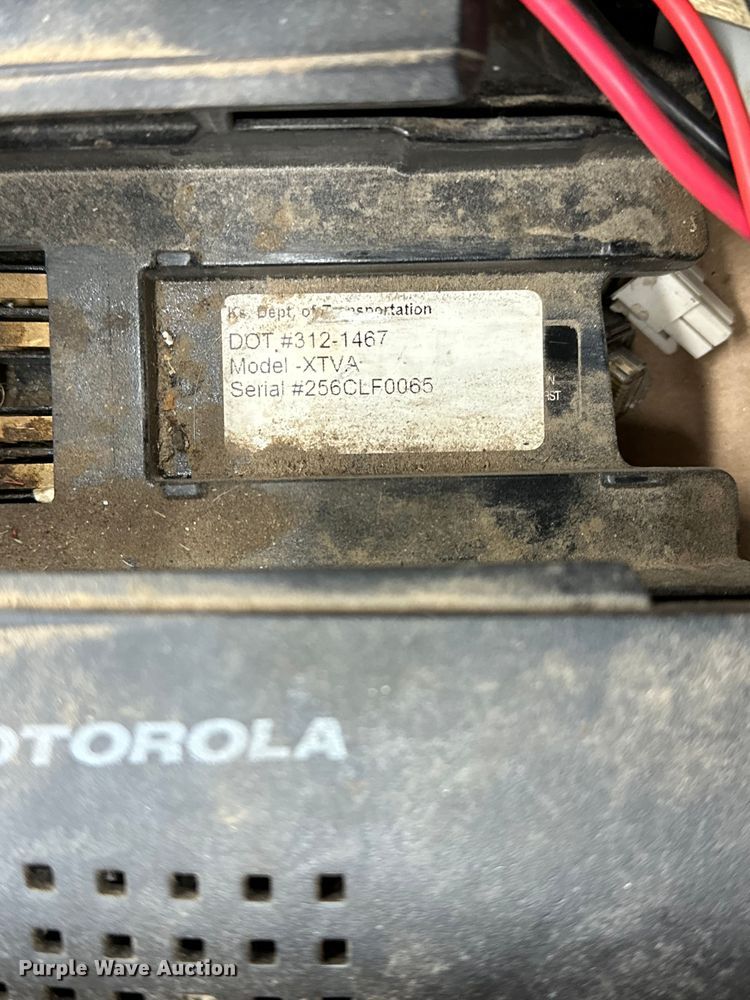 Ks. Dept. of Transportation
DOT #312-1467
Model -XTVA
Serial #256CLF0065
OTOROLA
Purple Wave Auction